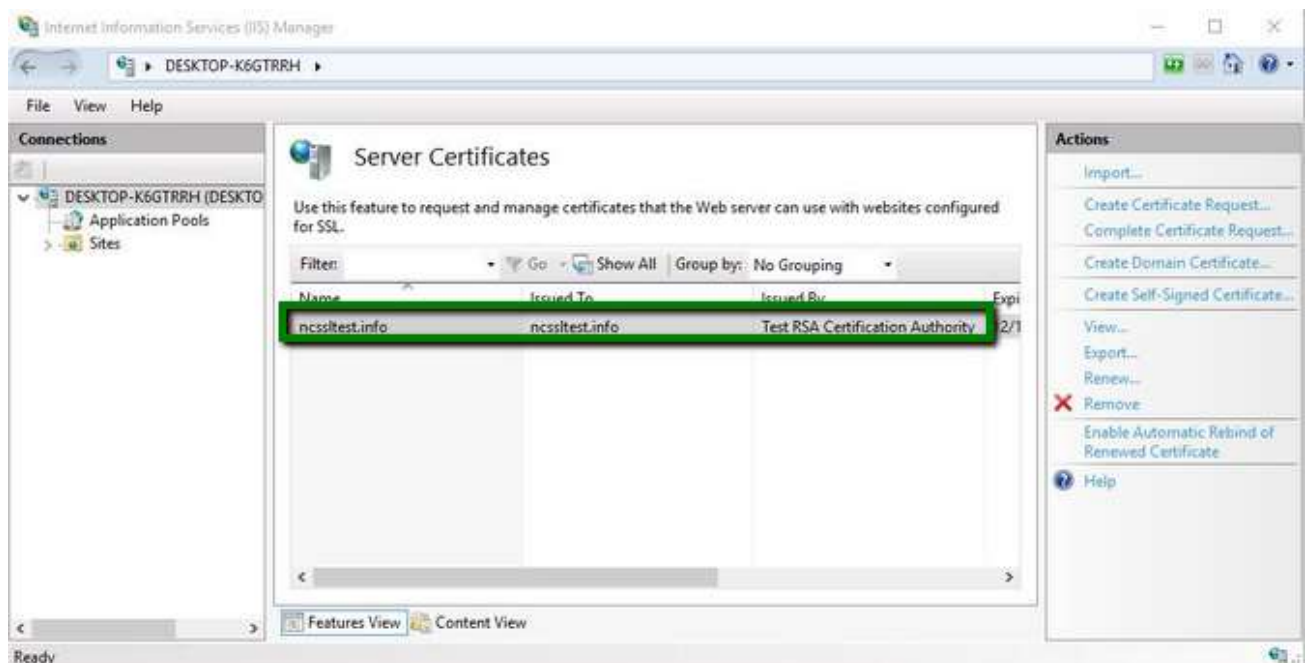 Internet Information Services (IIS) Manager
DESKTOP-K6GTRRH
File View Help
Connections
DESKTOP-K6GTRRH (DESKTO
Application Pools
Sites
Server Certificates
Use this feature to request and manage certificates that the Web server can use with websites configured
for SSL.
Filter: Go Show All Group by: No Grouping
Name Issued To Issued By Expi
ncssltest.info ncssltest.info Test RSA Certification Authority 2/1
Features View Content View
Actions
Import...
Create Certificate Request...
Complete Certificate Request...
Create Domain Certificate...
Create Self-Signed Certificate...
View...
Export...
Renew...
Remove
Enable Automatic Rebind of
Renewed Certificate
Help
Ready